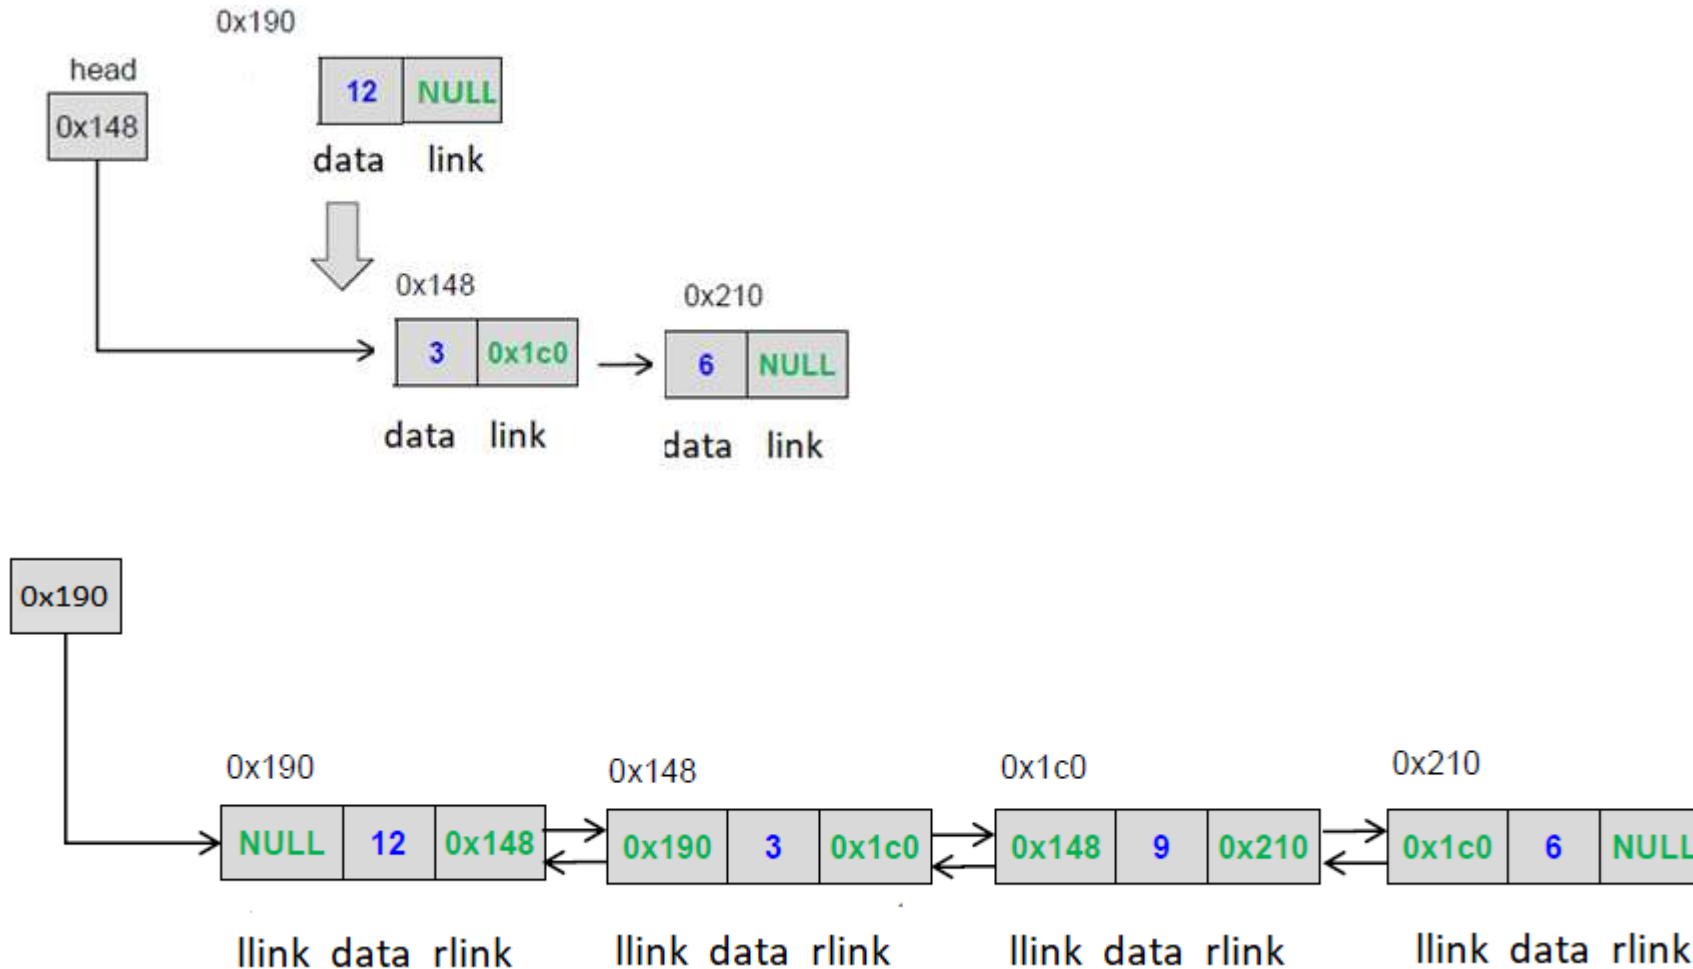 0x190
head
0x148
12 NULL
data link
0x148
0x210
3 0x1c0
6 NULL
data link
data link
0x190
0x190
0x148
0x1c0
0x210
NULL 12 0x148
0x190 3 0x1c0
0x148 9 0x210
0x1c0 6 NULL
llink data rlink
llink data rlink
llink data rlink
llink data rlink